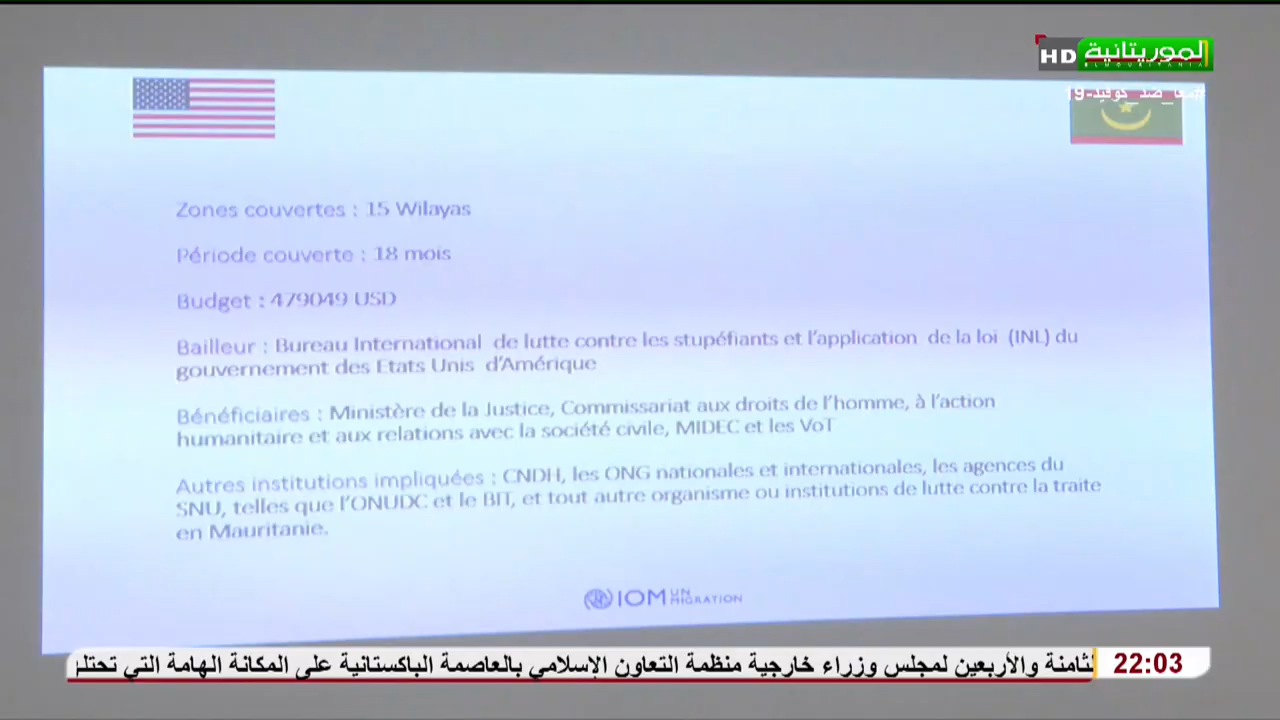 الموريتانية
HD
ELMOURITANIA
#معا_ضد_كوفيد-19
Zones couvertes : 15 Wilayas
Période couverte : 18 mois
Budget : 479049 USD
Bailleur : Bureau International de lutte contre les stupéfiants et l'application de la loi (INL) du
gouvernement des Etats Unis d'Amérique
Bénéficiaires : Ministère de la Justice, Commissariat aux droits de l'homme, à l'action
humanitaire et aux relations avec la société civile, MIDEC et les VoT
Autres institutions impliquées : CNDH, les ONG nationales et internationales, les agences du
SNU, telles que l'ONUDC et le BIT, et tout autre organisme ou institutions de lutte contre la traite
en Mauritanie.
IOM UN MIGRATION
22:03
الثامنة والأربعين لمجلس وزراء خارجية منظمة التعاون الإسلامي بالعاصمة الباكستانية على المكانة الهامة التي